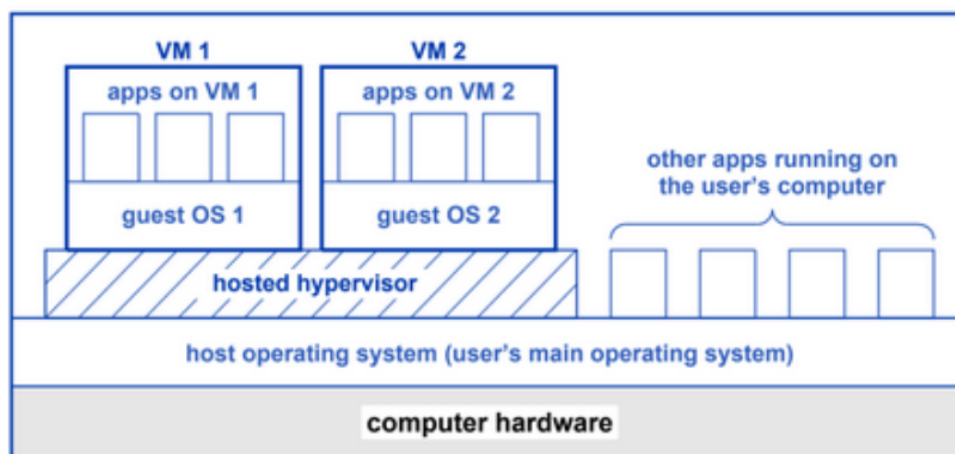 VM 1
VM 2
apps on VM 1
apps on VM 2
other apps running on
the user's computer
guest OS 1
guest OS 2
hosted hypervisor
host operating system (user's main operating system)
computer hardware